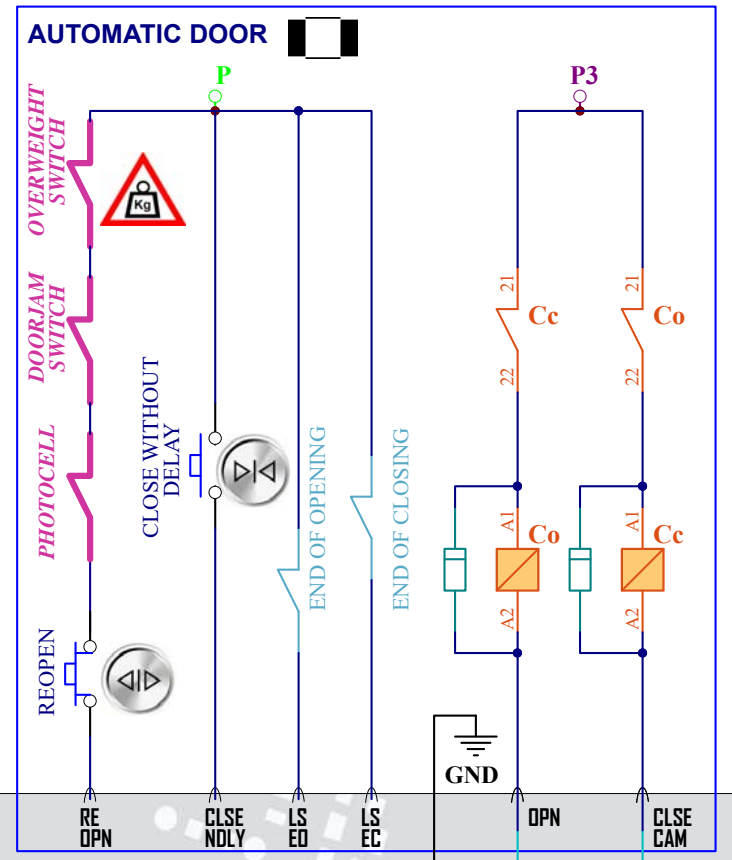 AUTOMATIC DOOR
P
P3
OVERWEIGHT
SWITCH
Kg
DOORJAM
SWITCH
PHOTOCELL
REOPEN
CLOSE WITHOUT
DELAY
END OF OPENING
END OF CLOSING
21
Cc
22
21
Co
22
A1
Co
A2
A1
Cc
A2
GND
RE
OPN
CLSE
NDLY
LS
EO
LS
EC
OPN
CLSE
CAM